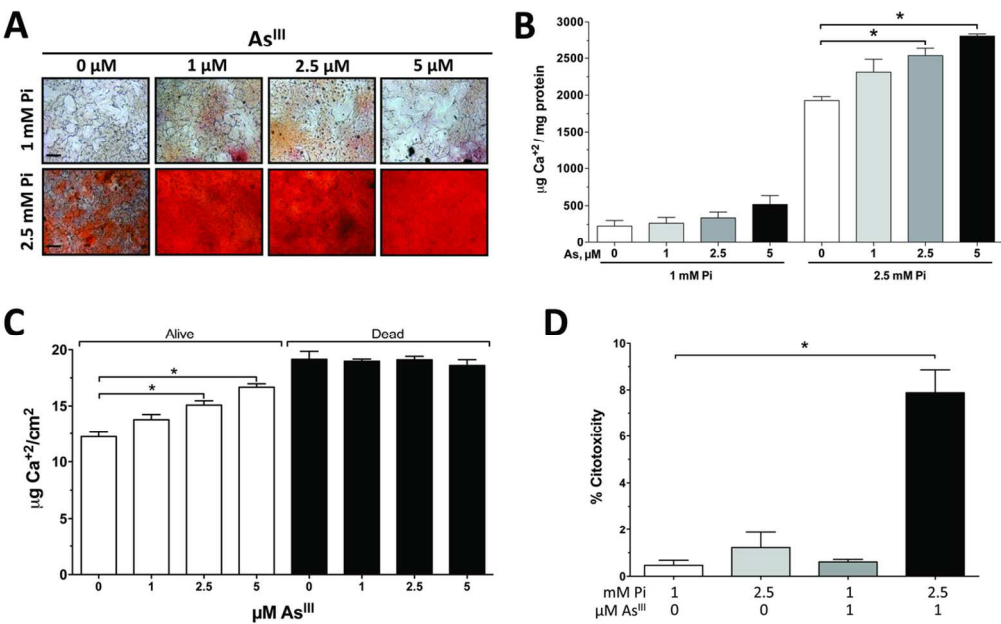 A
As^III
0 µM 1 µM 2.5 µM 5 µM
1 mM Pi
2.5 mM Pi
B
µg Ca+2/ mg protein
3000
2500
2000
1500
1000
500
0
*
*
As, µM 0 1 2.5 5 0 1 2.5 5
1 mM Pi 2.5 mM Pi
C
Alive Dead
µg Ca+2/cm2
20
15
10
5
0
*
*
0 1 2.5 5 0 1 2.5 5
µM As^III
D
% Citotoxicity
10
8
6
4
2
0
*
mM Pi 1 2.5 1 2.5
µM As^III 0 0 1 1